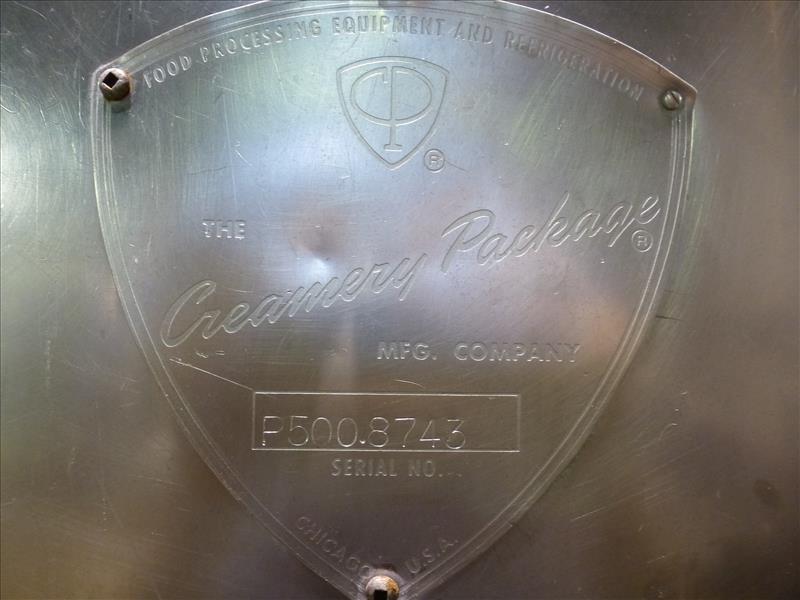 FOOD PROCESSING EQUIPMENT AND REFRIGERATION
CP
®
THE
Creamery Package ®
MFG. COMPANY
P500.8743
SERIAL NO.
CHICAGO U.S.A.